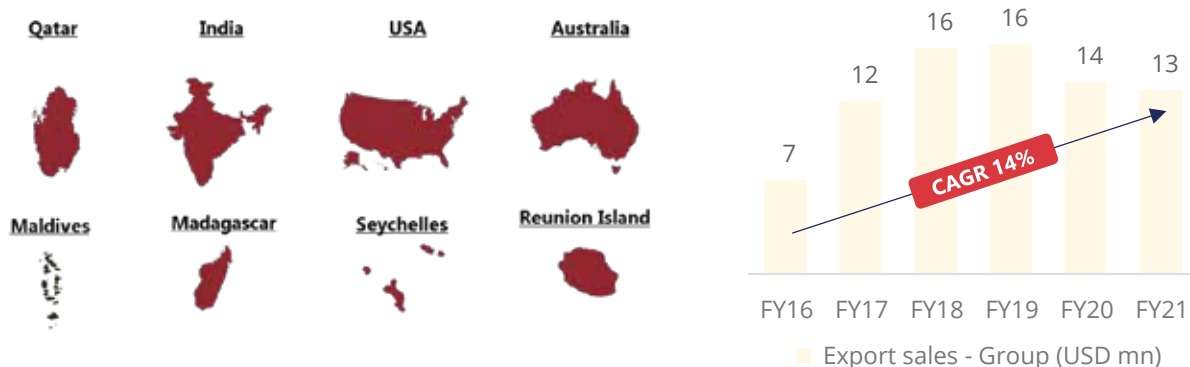 Qatar
India
USA
Australia
Maldives
Madagascar
Seychelles
Reunion Island
7
12
16
16
14
13
CAGR 14%
FY16
FY17
FY18
FY19
FY20
FY21
Export sales - Group (USD mn)